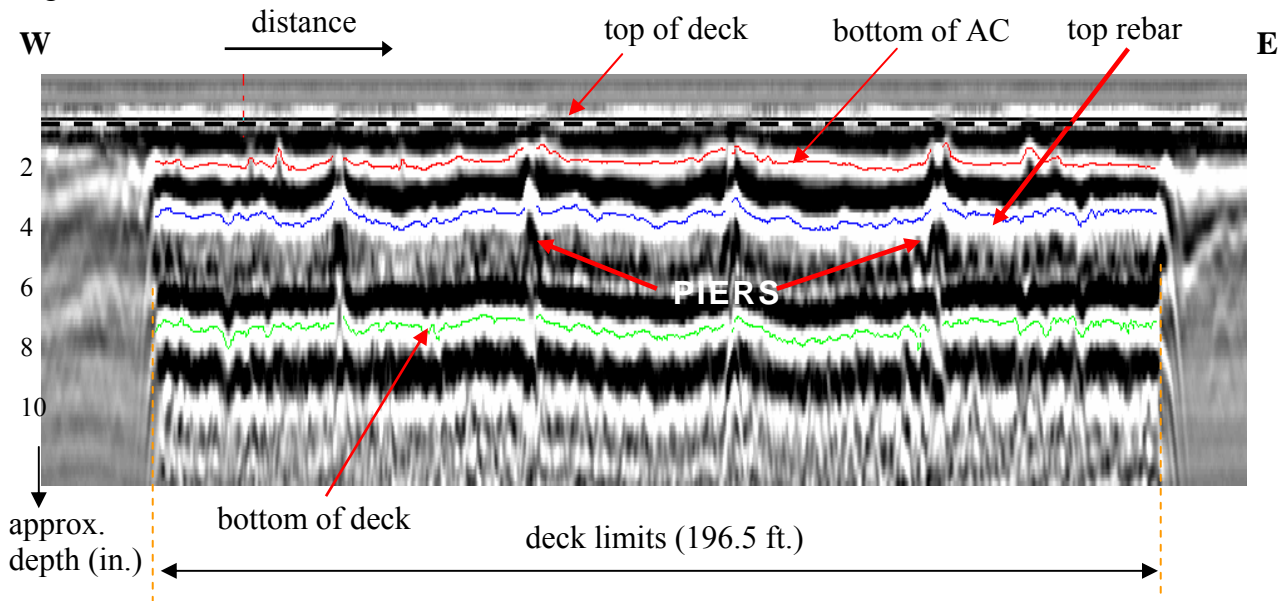 W
distance
top of deck
bottom of AC
top rebar
E
2
4
6
PIERS
8
10
approx.
depth (in.)
bottom of deck
deck limits (196.5 ft.)